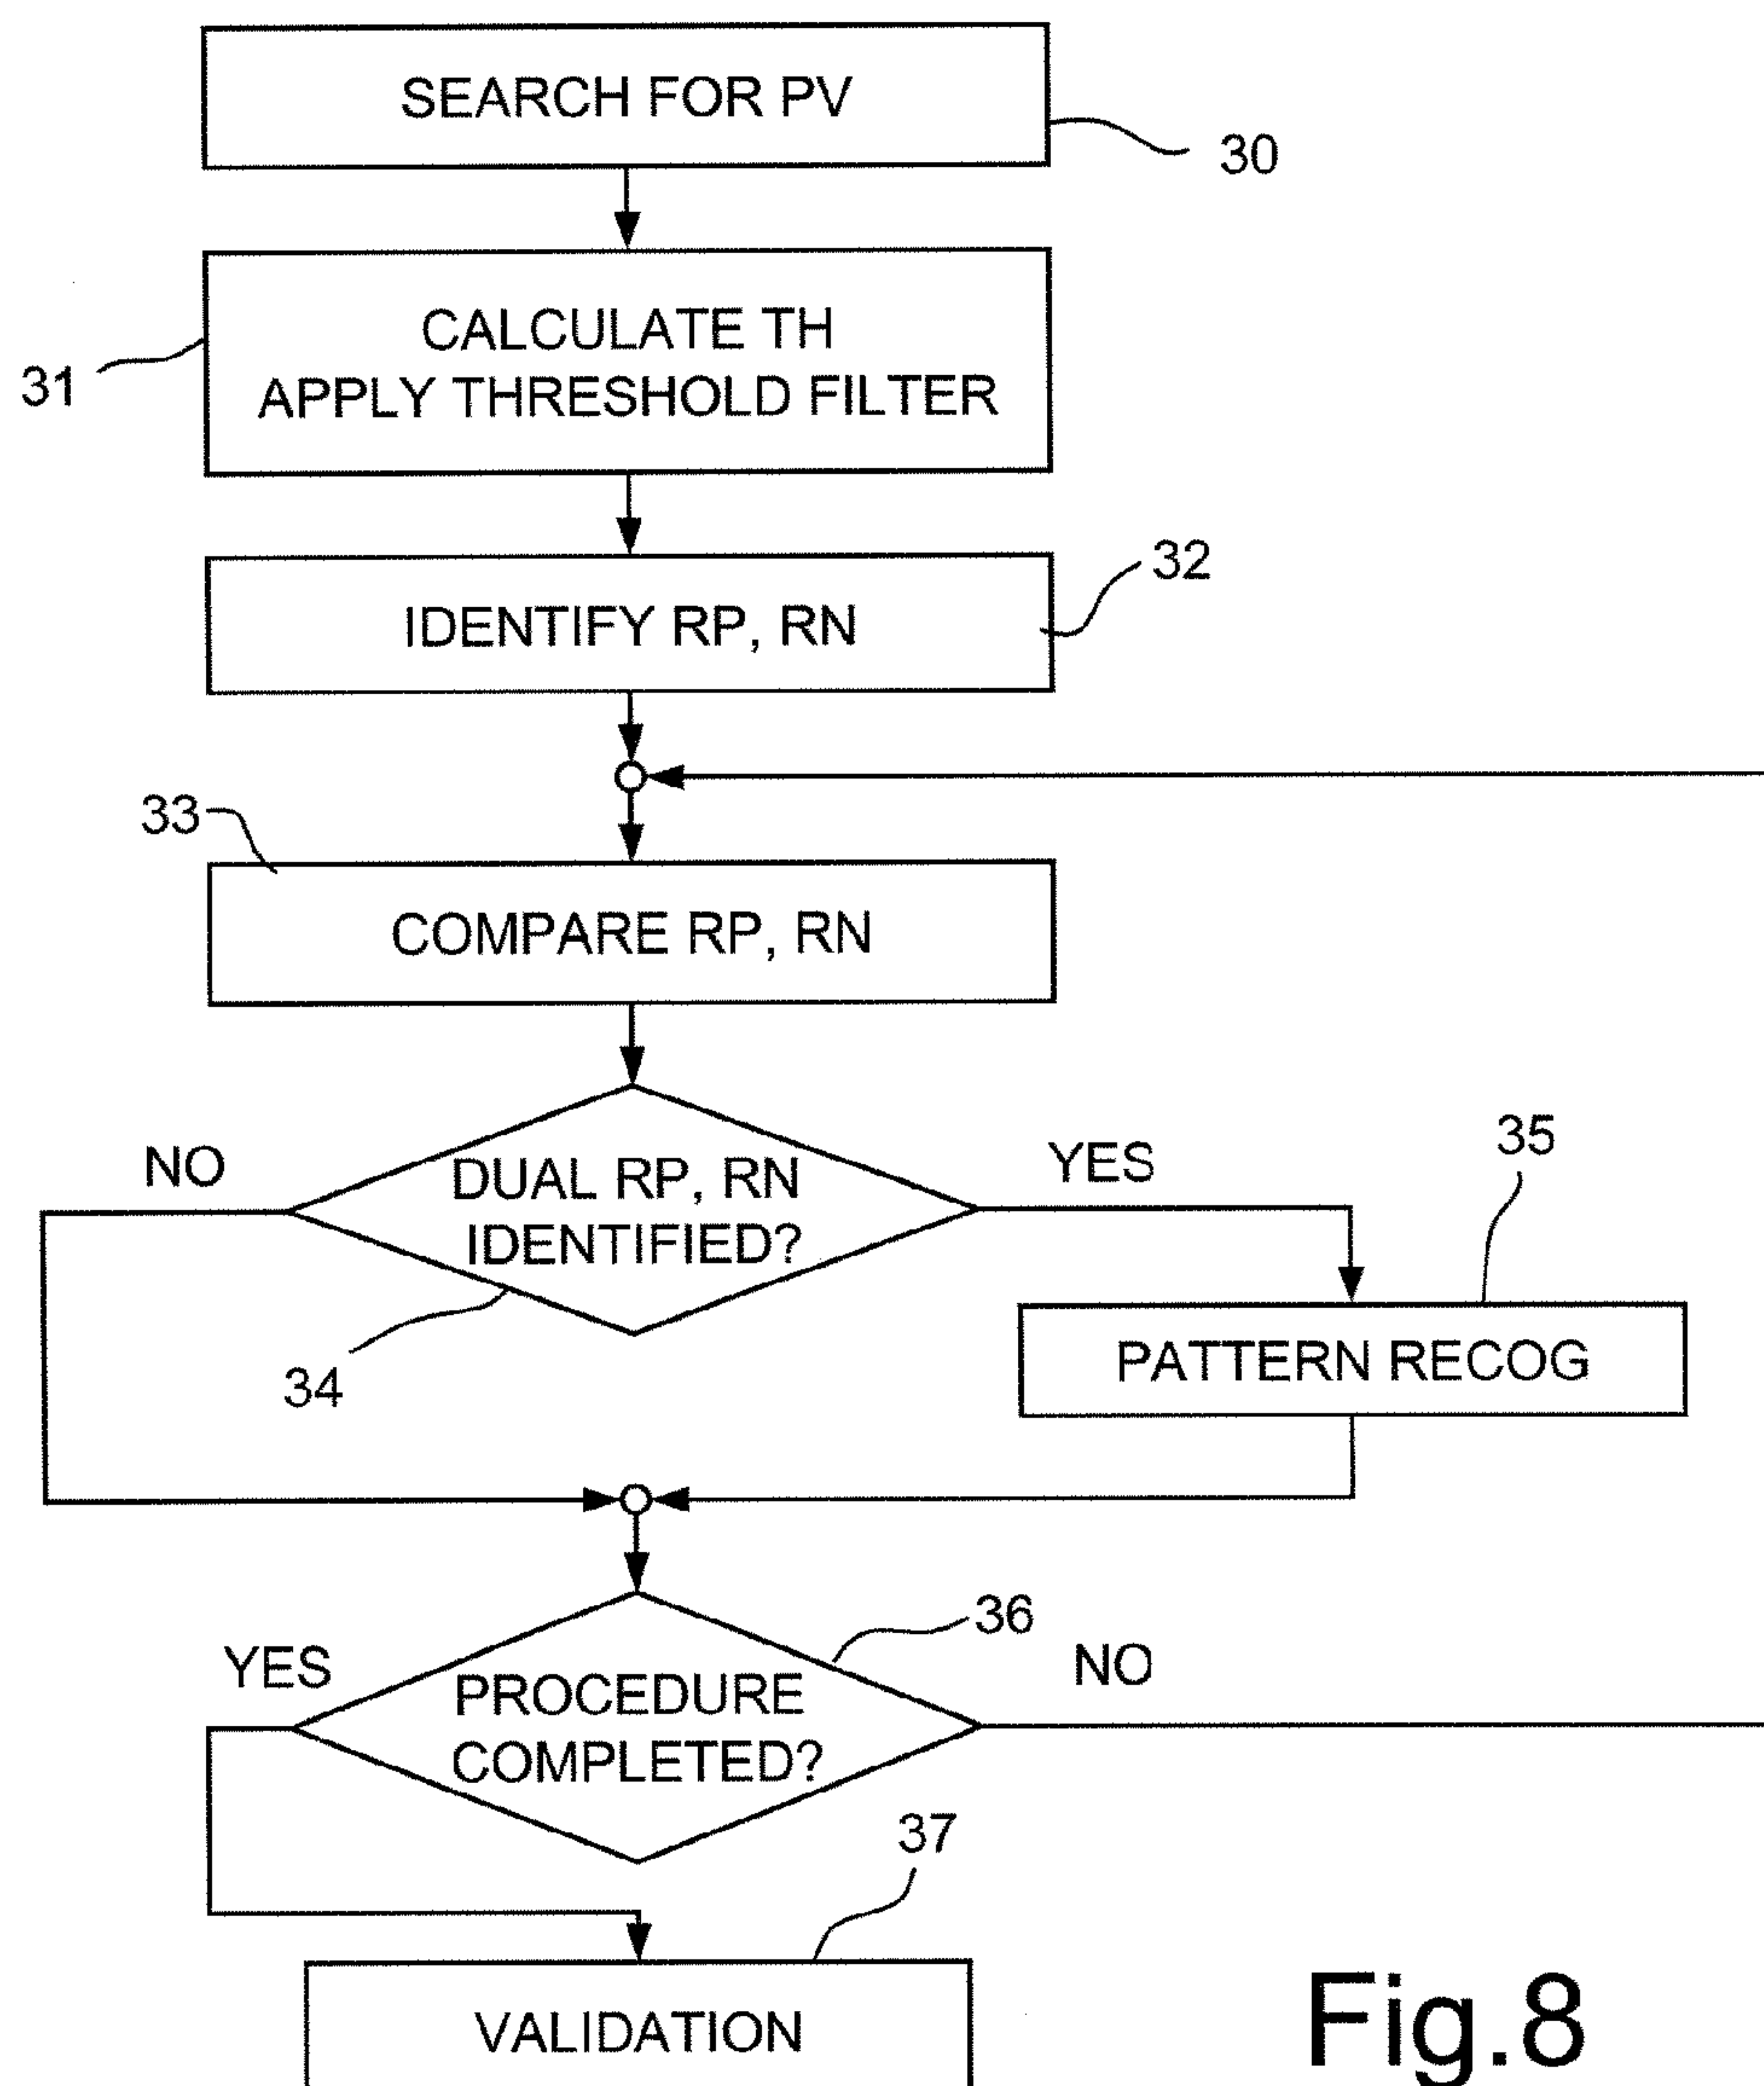 SEARCH FOR PV
30
CALCULATE TH
APPLY THRESHOLD FILTER
31
IDENTIFY RP, RN
32
33
COMPARE RP, RN
NO
DUAL RP, RN
IDENTIFIED?
YES
34
35
PATTERN RECOG
36
YES
PROCEDURE
COMPLETED?
NO
37
VALIDATION
Fig.8